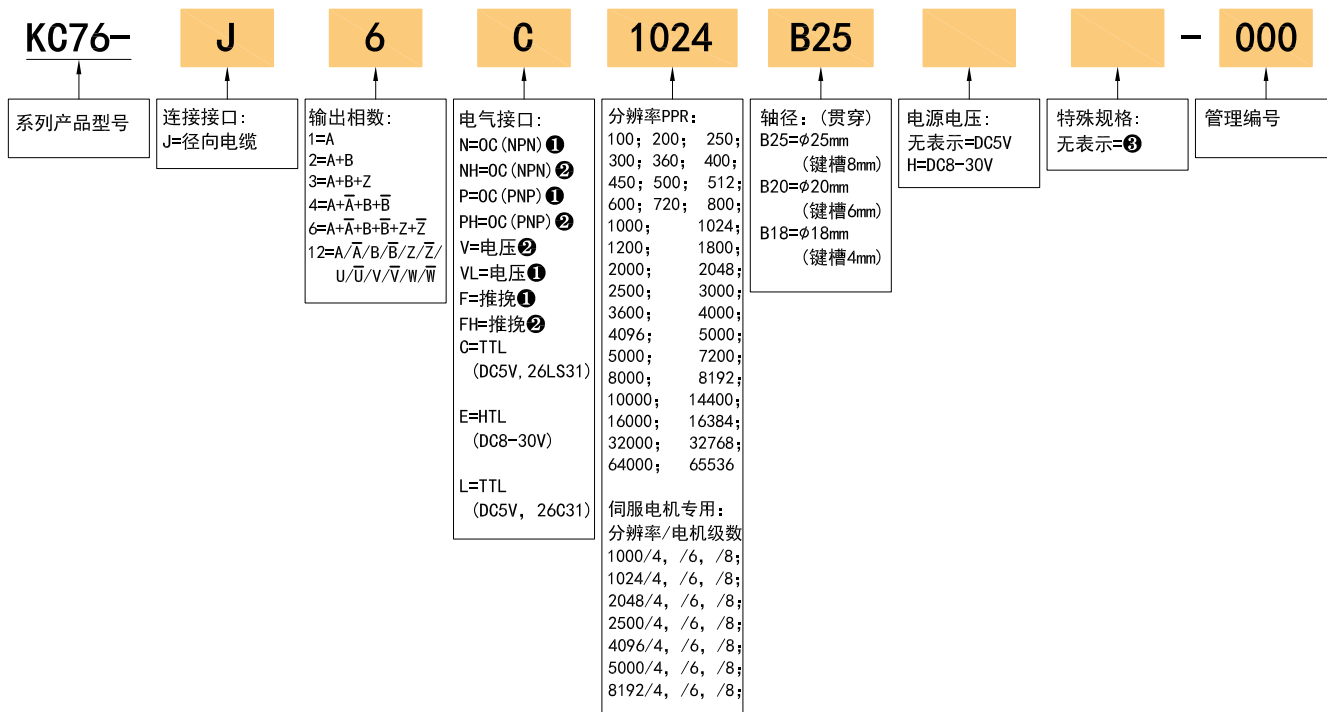 KC76- J 6 C 1024 B25 - 000
系列产品型号
连接接口:
J=径向电缆
输出相数:
1=A
2=A+B
3=A+B+Z
4=A+A̅+B+B̅
6=A+A̅+B+B̅+Z+Z̅
12=A/A̅/B/B̅/Z/Z̅/
U/U̅/V/V̅/W/W̅
电气接口:
N=OC(NPN)❶
NH=OC(NPN)❷
P=OC(PNP)❶
PH=OC(PNP)❷
V=电压❷
VL=电压❶
F=推挽❶
FH=推挽❷
C=TTL
(DC5V,26LS31)
E=HTL
(DC8-30V)
L=TTL
(DC5V, 26C31)
分辨率PPR:
100; 200; 250;
300; 360; 400;
450; 500; 512;
600; 720; 800;
1000; 1024;
1200; 1800;
2000; 2048;
2500; 3000;
3600; 4000;
4096; 5000;
5000; 7200;
8000; 8192;
10000; 14400;
16000; 16384;
32000; 32768;
64000; 65536
伺服电机专用:
分辨率/电机级数
1000/4, /6, /8;
1024/4, /6, /8;
2048/4, /6, /8;
2500/4, /6, /8;
4096/4, /6, /8;
5000/4, /6, /8;
8192/4, /6, /8;
轴径:(贯穿)
B25=φ25mm
(键槽8mm)
B20=φ20mm
(键槽6mm)
B18=φ18mm
(键槽4mm)
电源电压:
无表示=DC5V
H=DC8-30V
特殊规格:
无表示=❸
管理编号